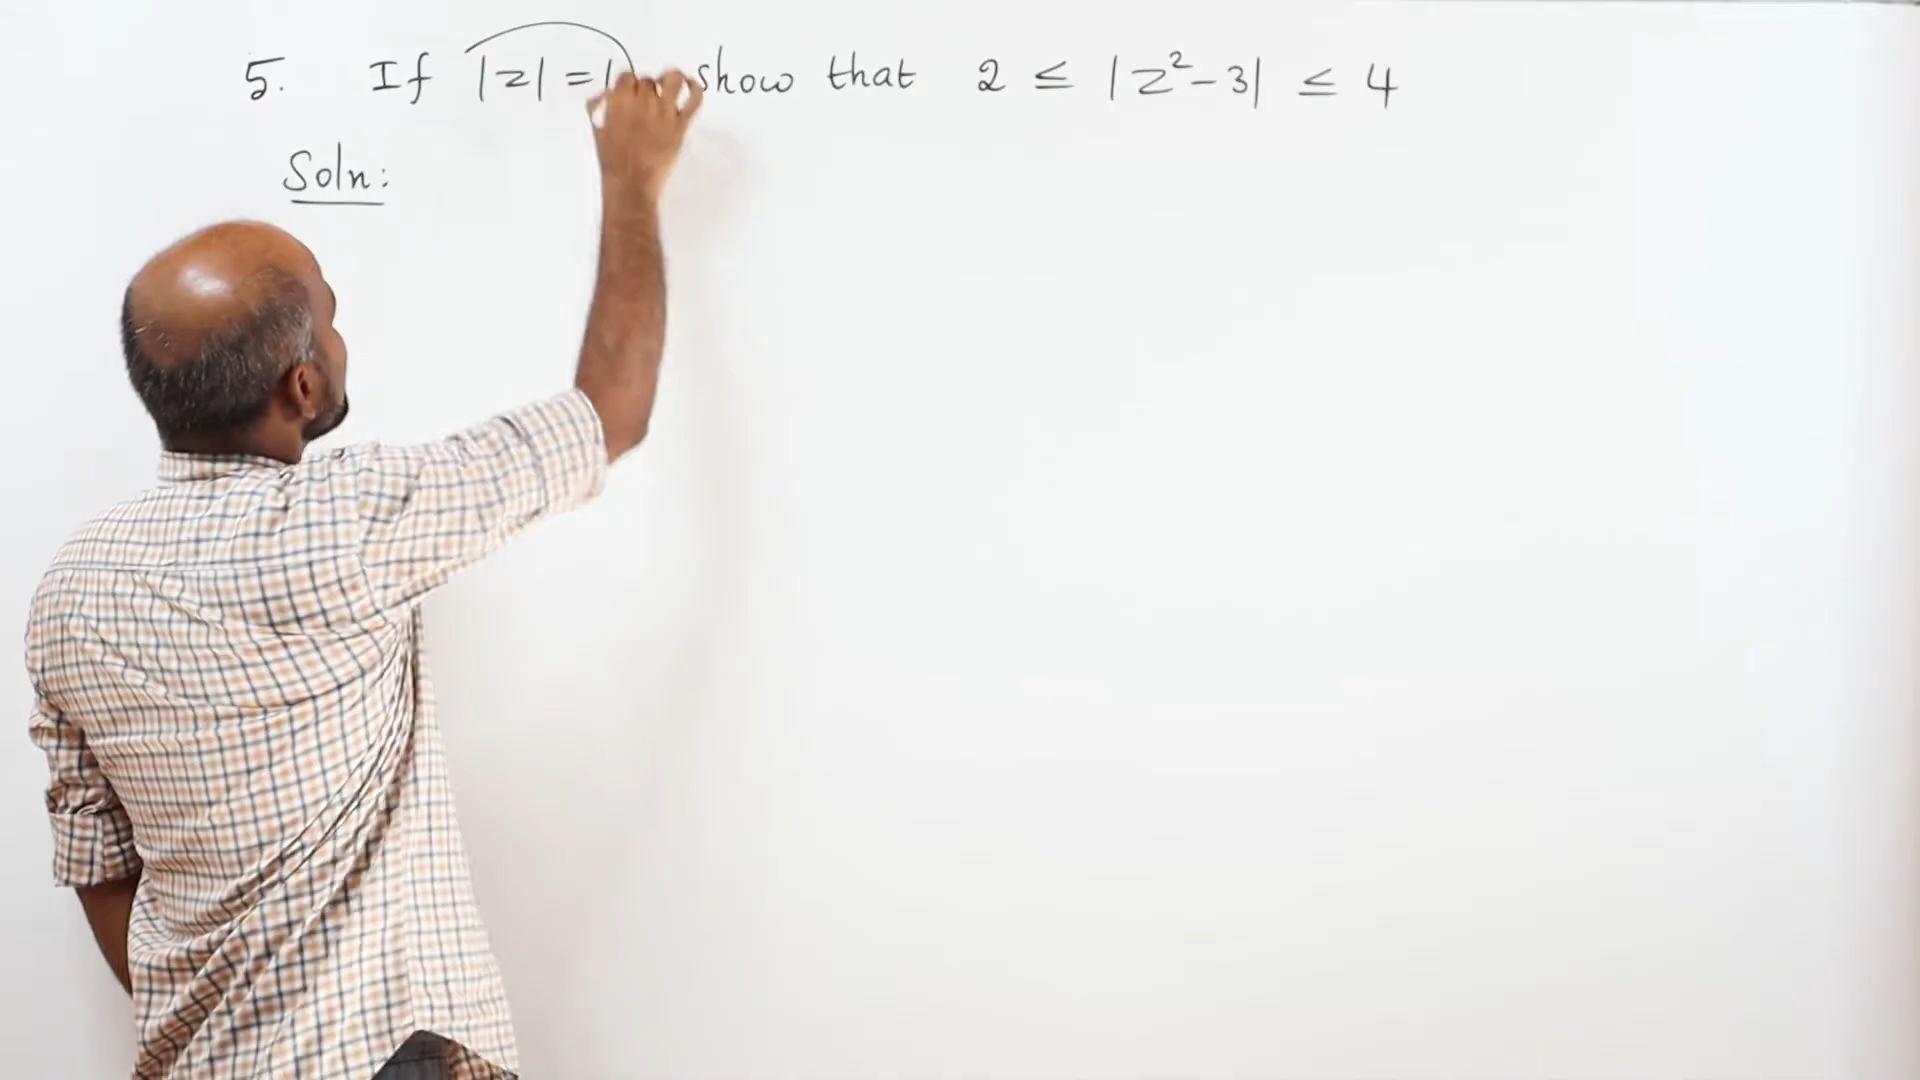 5. If |z| = 1, show that 2 ≤ |z² - 3| ≤ 4
Soln: